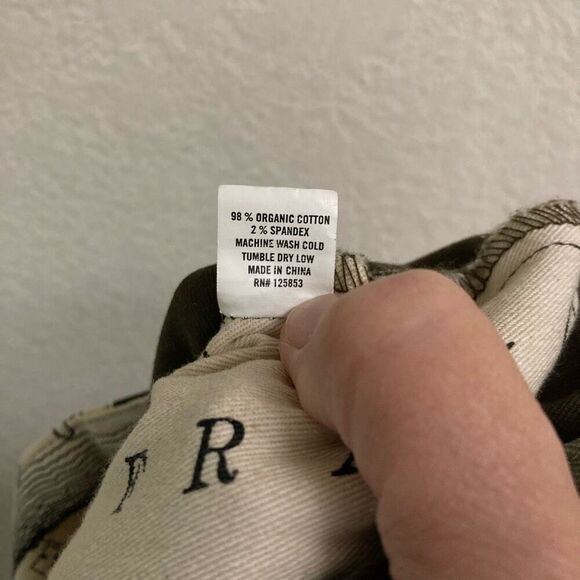 98 % ORGANIC COTTON
2 % SPANDEX
MACHINE WASH COLD
TUMBLE DRY LOW
MADE IN CHINA
RN# 125853
R